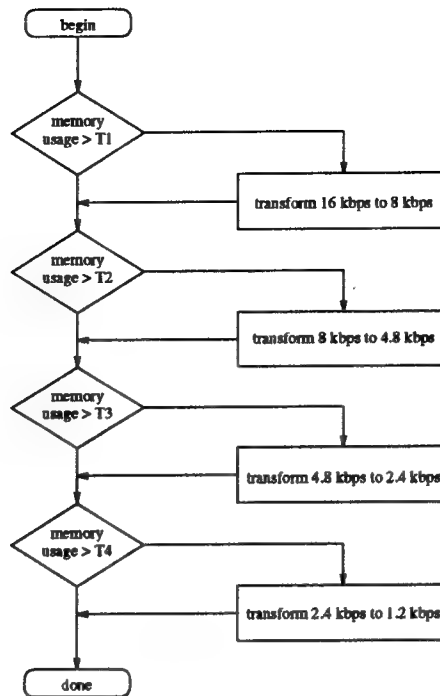 begin
memory
usage > T1
transform 16 kbps to 8 kbps
memory
usage > T2
transform 8 kbps to 4.8 kbps
memory
usage > T3
transform 4.8 kbps to 2.4 kbps
memory
usage > T4
transform 2.4 kbps to 1.2 kbps
done